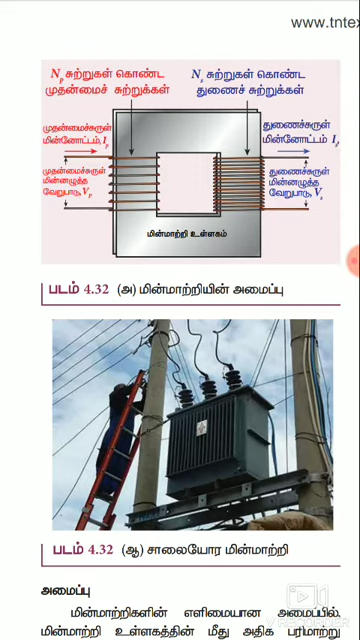 www.tntex
Np சுற்றுகள் கொண்ட
முதன்மைச் சுற்றுக்கள்
Ns சுற்றுகள் கொண்ட
துணைச் சுற்றுக்கள்
முதன்மைச்சுருள்
மின்னோட்டம், Ip
துணைச்சுருள்
மின்னோட்டம் Ip
முதன்மைச்சுருள்
மின்னழுத்த
வேறுபாடு, Vp
துணைச்சுருள்
மின்னழுத்த
வேறுபாடு, Vs
மின்மாற்றி உள்ளகம்
படம் 4.32 (அ) மின்மாற்றியின் அமைப்பு
படம் 4.32 (ஆ) சாலையோர மின்மாற்றி
அமைப்பு
மின்மாற்றிகளின் எளிமையான அமைப்பில்,
மின்மாற்றி உள்ளகத்தின் மீது அதிக பரிமாற்று